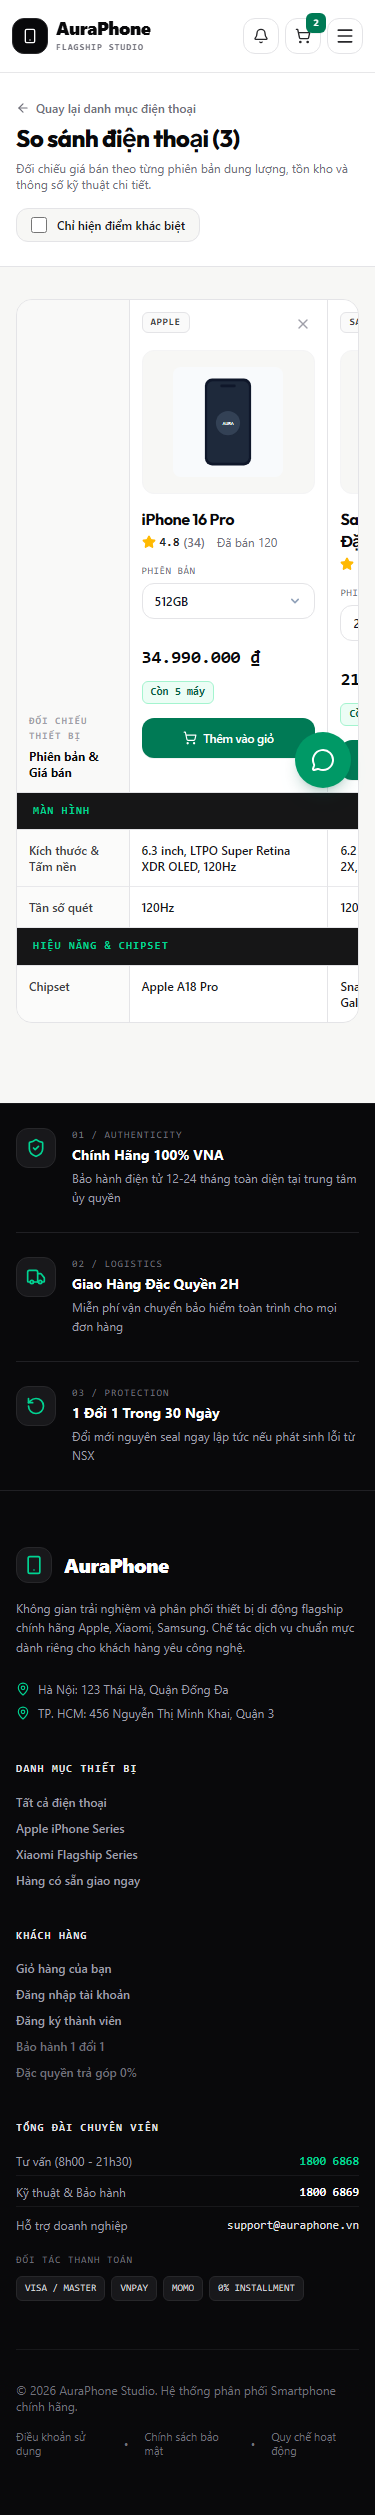 AuraPhone
FLAGSHIP STUDIO
2
Quay lại danh mục điện thoại
So sánh điện thoại (3)
Đối chiếu giá bán theo từng phiên bản dung lượng, tồn kho và
thông số kỹ thuật chi tiết.
Chỉ hiện điểm khác biệt
APPLE
SA
AURA
iPhone 16 Pro
Sa
Đặ
4.8 (34) Đã bán 120
PHIÊN BẢN
PHI
512GB
2
34.990.000 ₫
21
Còn 5 máy
Cò
Thêm vào giỏ
ĐỐI CHIẾU
THIẾT BỊ
Phiên bản &
Giá bán
MÀN HÌNH
Kích thước &
Tấm nền
6.3 inch, LTPO Super Retina
XDR OLED, 120Hz
6.2
2X,
Tần số quét
120Hz
120
HIỆU NĂNG & CHIPSET
Chipset
Apple A18 Pro
Sna
Gal
01 / AUTHENTICITY
Chính Hãng 100% VNA
Bảo hành điện tử 12-24 tháng toàn diện tại trung tâm
ủy quyền
02 / LOGISTICS
Giao Hàng Đặc Quyền 2H
Miễn phí vận chuyển bảo hiểm toàn trình cho mọi
đơn hàng
03 / PROTECTION
1 Đổi 1 Trong 30 Ngày
Đổi mới nguyên seal ngay lập tức nếu phát sinh lỗi từ
NSX
AuraPhone
Không gian trải nghiệm và phân phối thiết bị di động flagship
chính hãng Apple, Xiaomi, Samsung. Chế tác dịch vụ chuẩn mực
dành riêng cho khách hàng yêu công nghệ.
Hà Nội: 123 Thái Hà, Quận Đống Đa
TP. HCM: 456 Nguyễn Thị Minh Khai, Quận 3
DANH MỤC THIẾT BỊ
Tất cả điện thoại
Apple iPhone Series
Xiaomi Flagship Series
Hàng có sẵn giao ngay
KHÁCH HÀNG
Giỏ hàng của bạn
Đăng nhập tài khoản
Đăng ký thành viên
Bảo hành 1 đổi 1
Đặc quyền trả góp 0%
TỔNG ĐÀI CHUYÊN VIÊN
Tư vấn (8h00 - 21h30) 1800 6868
Kỹ thuật & Bảo hành 1800 6869
Hỗ trợ doanh nghiệp support@auraphone.vn
ĐỐI TÁC THANH TOÁN
VISA / MASTER VNPAY MOMO 0% INSTALLMENT
© 2026 AuraPhone Studio. Hệ thống phân phối Smartphone
chính hãng.
Điều khoản sử
dụng
•
Chính sách bảo
mật
•
Quy chế hoạt
động